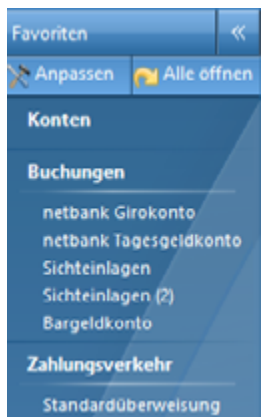 Favoriten «
Anpassen Alle öffnen
Konten
Buchungen
netbank Girokonto
netbank Tagesgeldkonto
Sichteinlagen
Sichteinlagen (2)
Bargeldkonto
Zahlungsverkehr
Standardüberweisung